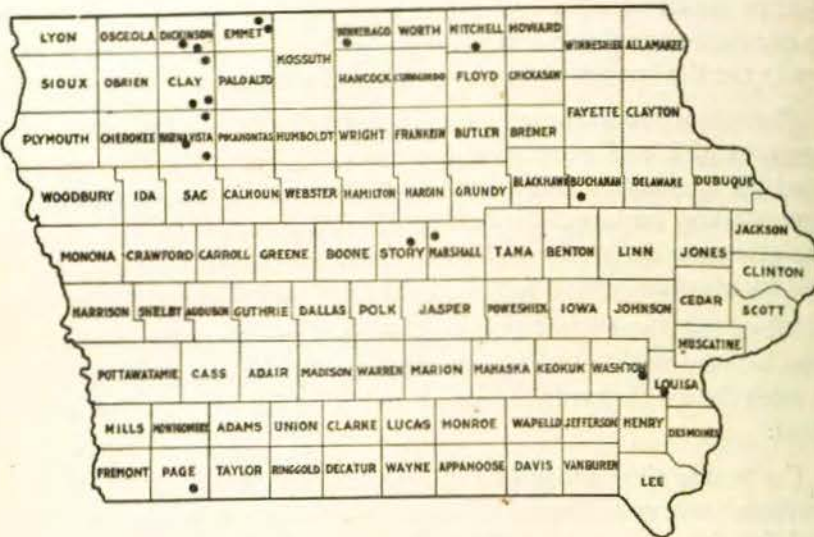 LYON OSCEOLA DICKINSON EMMET WINNEBAGO WORTH MITCHELL HOWARD
KOSSUTH WINNESHIEK ALLAMAKEE
SIOUX OBRIEN CLAY PALO ALTO HANCOCK FLOYD CHICKASAW
FAYETTE CLAYTON
PLYMOUTH CHEROKEE BUENA VISTA POCAHONTAS HUMBOLDT WRIGHT FRANKLIN BUTLER BREMER
WOODBURY IDA SAC CALHOUN WEBSTER HAMILTON HARDIN GRUNDY BLACKHAWK BUCHANAN DELAWARE DUBUQUE
JACKSON
MONONA CRAWFORD CARROLL GREENE BOONE STORY MARSHALL TAMA BENTON LINN JONES
CLINTON
HARRISON SHELBY AUDUBON GUTHRIE DALLAS POLK JASPER POWESHIEK IOWA JOHNSON CEDAR SCOTT
MUSCATINE
POTTAWATAMIE CASS ADAIR MADISON WARREN MARION MAHASKA KEOKUK WASHTON LOUISA
MILLS MONTGOMERY ADAMS UNION CLARKE LUCAS MONROE WAPELLO JEFFERSON HENRY DESMOINES
FREMONT PAGE TAYLOR RINGGOLD DECATUR WAYNE APPANOOSE DAVIS VANBUREN
LEE